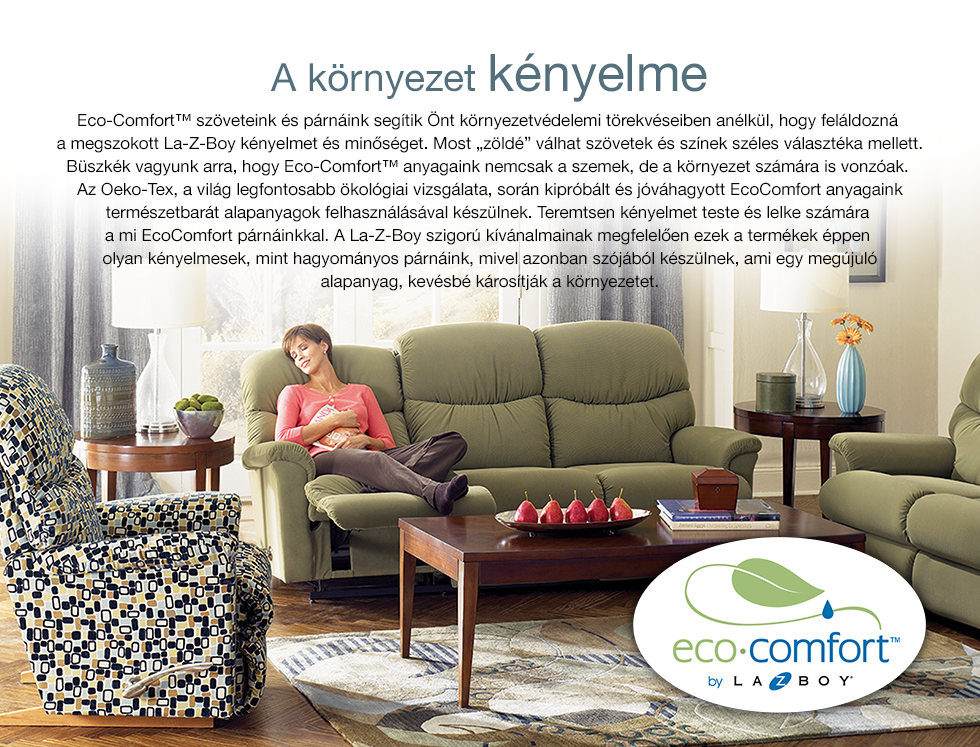 A környezet kényelme
Eco-Comfort™ szöveteink és párnáink segítik Önt környezetvédelemi törekvéseiben anélkül, hogy feláldozná
a megszokott La-Z-Boy kényelmet és minőséget. Most „zöldé” válhat szövetek és színek széles választéka mellett.
Büszkék vagyunk arra, hogy Eco-Comfort™ anyagaink nemcsak a szemek, de a környezet számára is vonzóak.
Az Oeko-Tex, a világ legfontosabb ökológiai vizsgálata, során kipróbált és jóváhagyott EcoComfort anyagaink
természetbarát alapanyagok felhasználásával készülnek. Teremtsen kényelmet teste és lelke számára
a mi EcoComfort párnáinkkal. A La-Z-Boy szigorú kívánalmainak megfelelően ezek a termékek éppen
olyan kényelmesek, mint hagyományos párnáink, mivel azonban szójából készülnek, ami egy megújuló
alapanyag, kevésbé károsítják a környezetet.
eco·comfort™
by LA Z BOY®